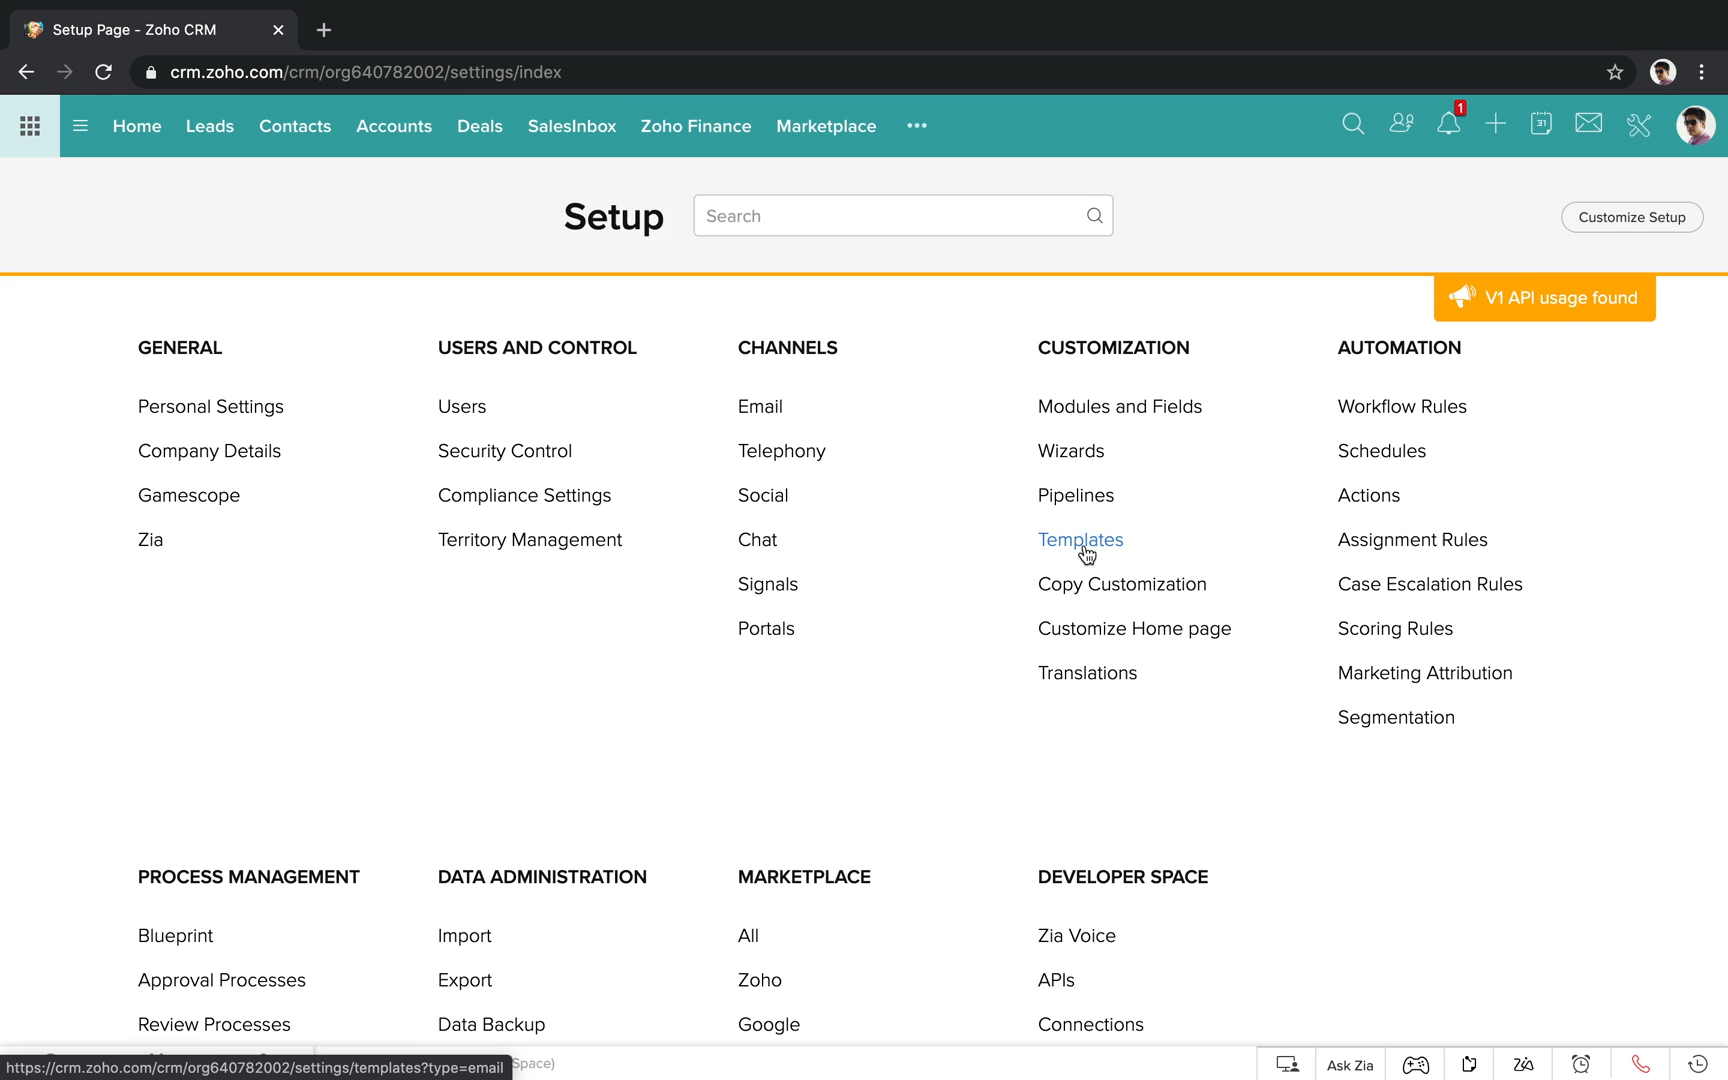 Setup Page - Zoho CRM
crm.zoho.com/crm/org640782002/settings/index
Home Leads Contacts Accounts Deals SalesInbox Zoho Finance Marketplace
1
31
Setup
Search
Customize Setup
V1 API usage found
GENERAL
Personal Settings
Company Details
Gamescope
Zia
USERS AND CONTROL
Users
Security Control
Compliance Settings
Territory Management
CHANNELS
Email
Telephony
Social
Chat
Signals
Portals
CUSTOMIZATION
Modules and Fields
Wizards
Pipelines
Templates
Copy Customization
Customize Home page
Translations
AUTOMATION
Workflow Rules
Schedules
Actions
Assignment Rules
Case Escalation Rules
Scoring Rules
Marketing Attribution
Segmentation
PROCESS MANAGEMENT
Blueprint
Approval Processes
Review Processes
DATA ADMINISTRATION
Import
Export
Data Backup
MARKETPLACE
All
Zoho
Google
DEVELOPER SPACE
Zia Voice
APIs
Connections
https://crm.zoho.com/crm/org640782002/settings/templates?type=email
Space)
Ask Zia